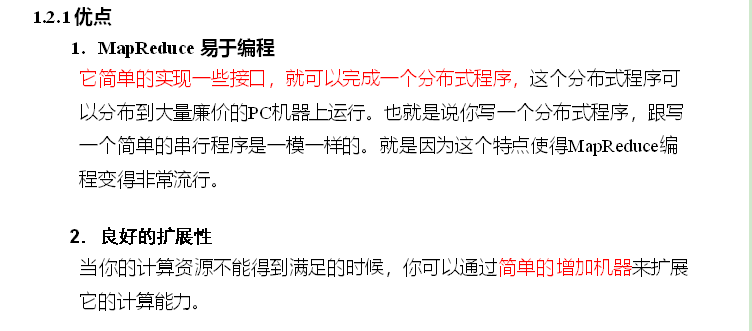 1.2.1优点
1．MapReduce 易于编程
它简单的实现一些接口，就可以完成一个分布式程序，这个分布式程序可
以分布到大量廉价的PC机器上运行。也就是说你写一个分布式程序，跟写
一个简单的串行程序是一模一样的。就是因为这个特点使得MapReduce编
程变得非常流行。
2．良好的扩展性
当你的计算资源不能得到满足的时候，你可以通过简单的增加机器来扩展
它的计算能力。